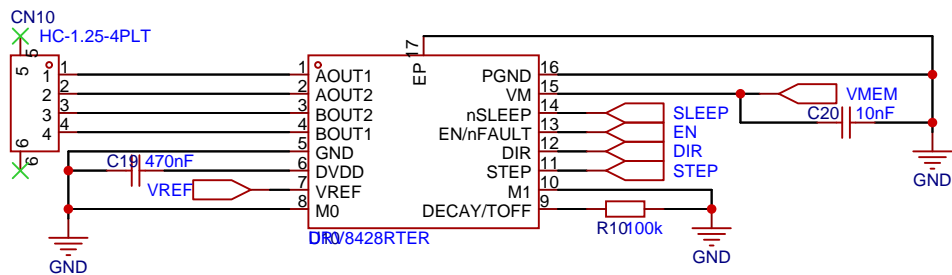 CN10
HC-1.25-4PLT
5
5
1
1
2
2
3
3
4
4
6
6
17
EP
1
AOUT1
2
AOUT2
3
BOUT2
4
BOUT1
5
GND
6
DVDD
7
VREF
8
M0
16
PGND
15
VM
14
nSLEEP
13
EN/nFAULT
12
DIR
11
STEP
10
M1
9
DECAY/TOFF
DRV8428RTER
C19
470nF
VREF
GND
VMEM
C20
10nF
SLEEP
EN
DIR
STEP
GND
R10
100k
GND